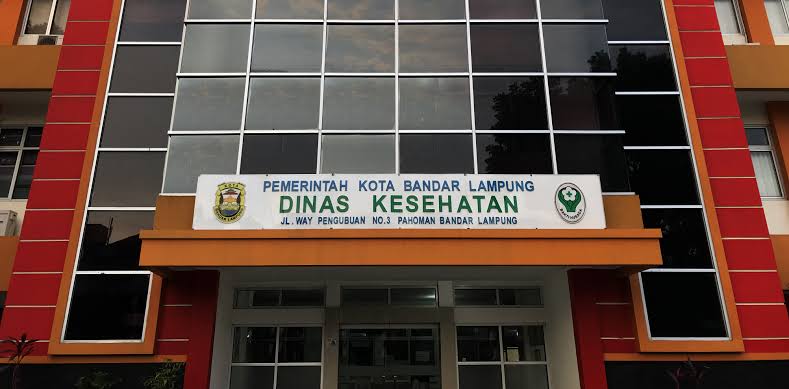 PEMERINTAH KOTA BANDAR LAMPUNG
DINAS KESEHATAN
JL. WAY PENGUBUAN NO.3 PAHOMAN BANDAR LAMPUNG